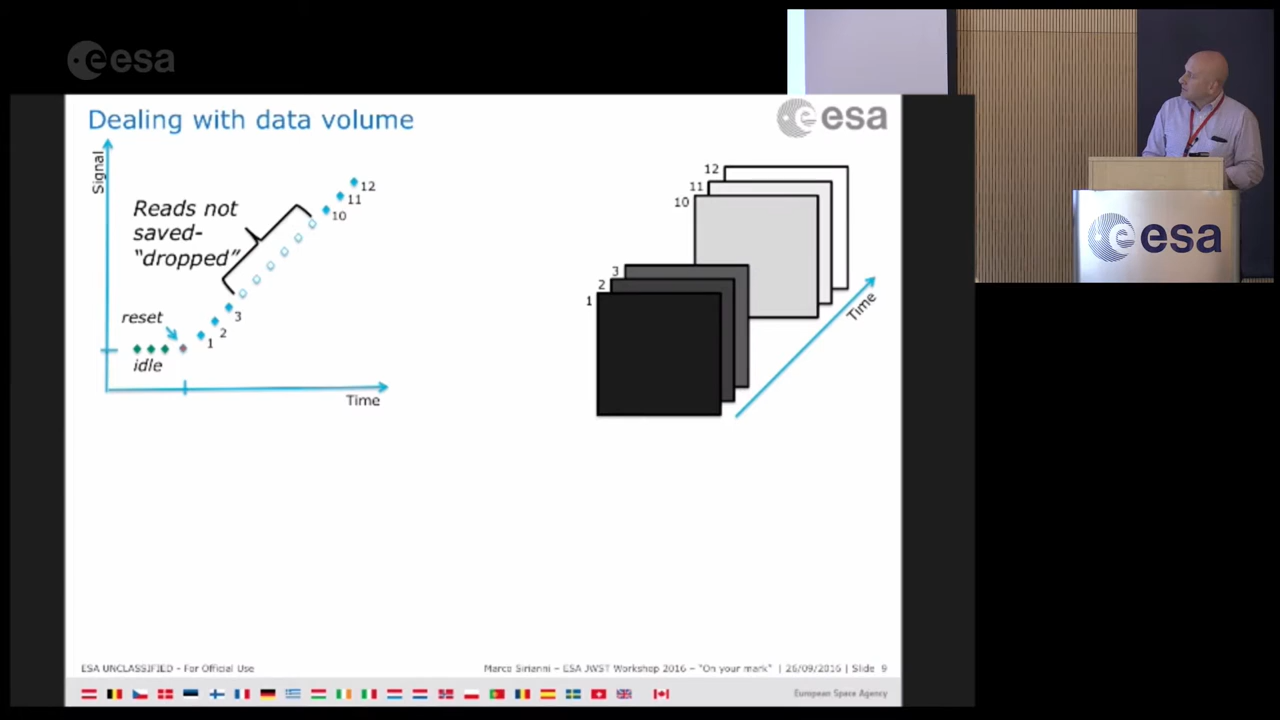 esa
Dealing with data volume
esa
Signal
Reads not
saved-
"dropped"
12
11
10
3
2
1
reset
idle
Time
12
11
10
3
2
1
Time
esa
ESA UNCLASSIFIED - For Official Use
Marco Sirianni – ESA JWST Workshop 2016 – "On your mark" | 26/09/2016 | Slide 9
European Space Agency